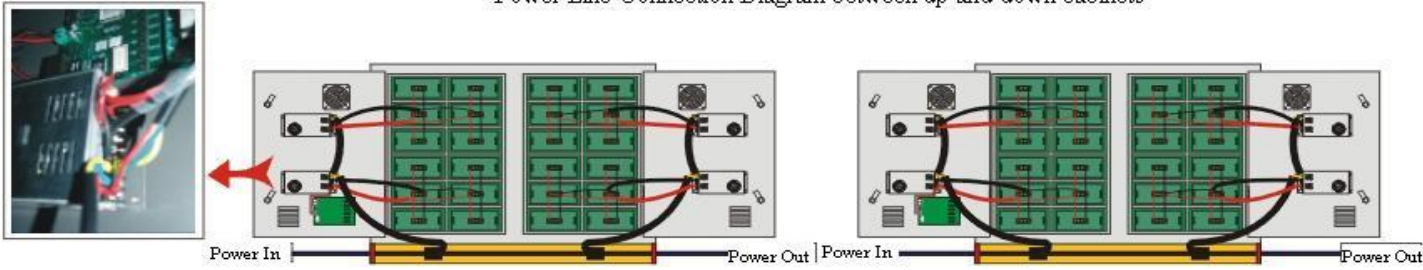 Power Line Connection Diagram between up and down cabinets
Power In
Power Out
Power In
Power Out